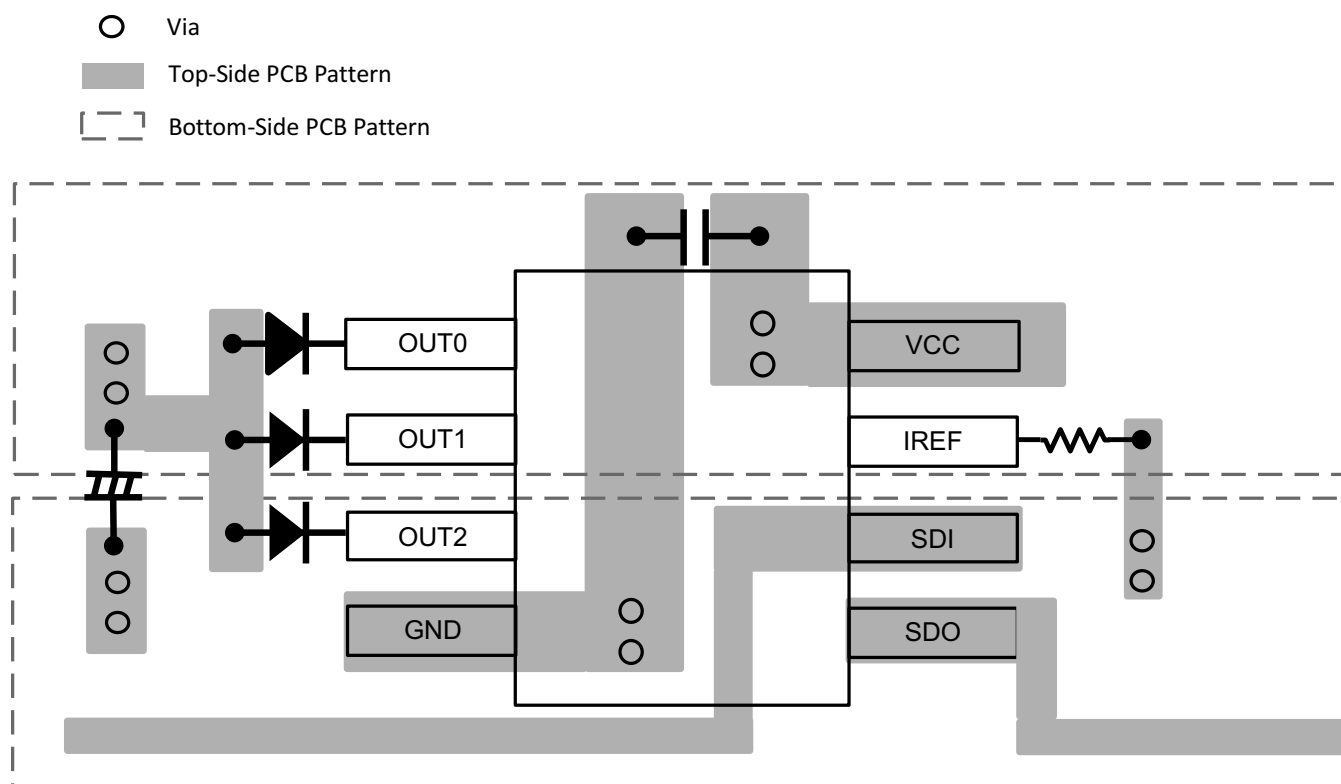 Via
Top-Side PCB Pattern
Bottom-Side PCB Pattern
OUT0
VCC
OUT1
IREF
OUT2
SDI
GND
SDO